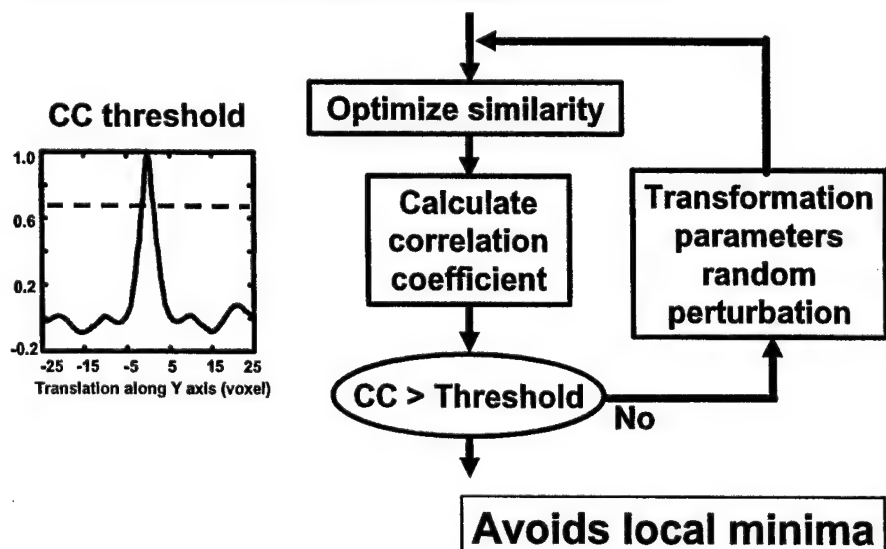 CC threshold
1.0
0.6
0.2
-0.2
-25 -15 -5 5 15 25
Translation along Y axis (voxel)
Optimize similarity
Calculate
correlation
coefficient
CC > Threshold
No
Transformation
parameters
random
perturbation
Avoids local minima